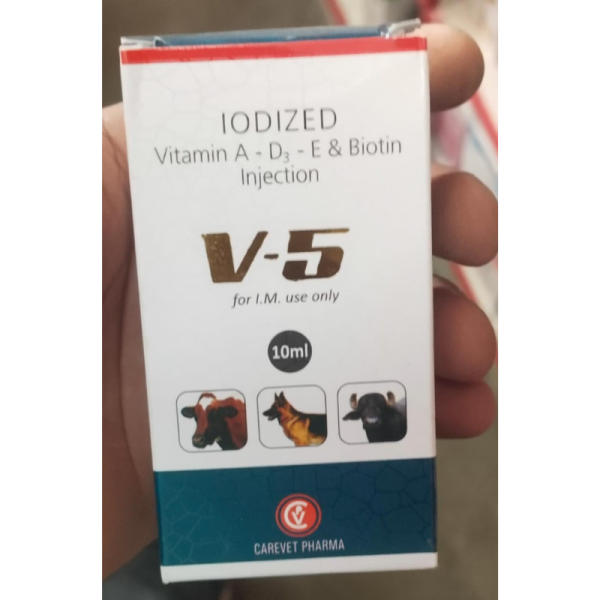 IODIZED
Vitamin A - D₃ - E & Biotin
Injection
V-5
for I.M. use only
10ml
CAREVET PHARMA